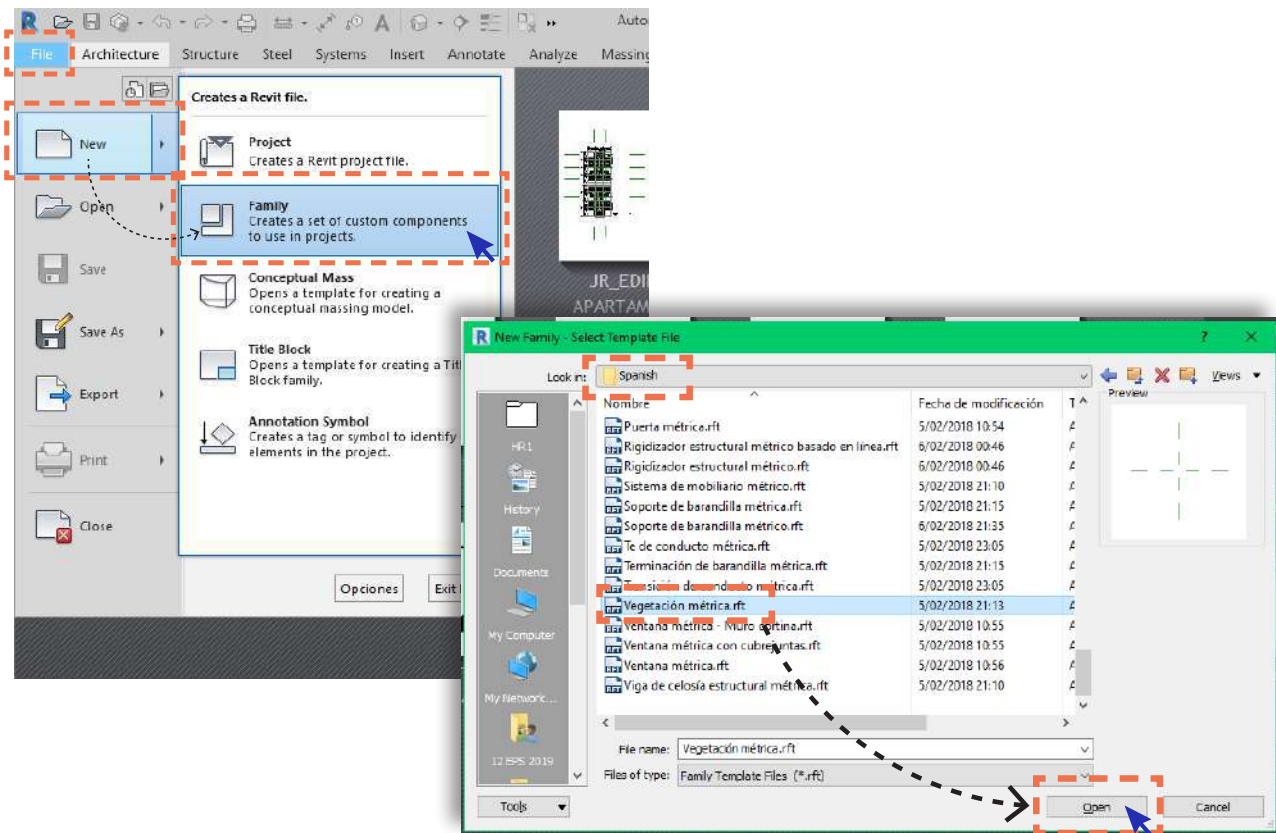 Auto
File Architecture Structure Steel Systems Insert Annotate Analyze Massing
Creates a Revit file.
New
Project
Creates a Revit project file.
Open
Family
Creates a set of custom components
to use in projects.
Save
Conceptual Mass
Opens a template for creating a
conceptual massing model.
Save As
Title Block
Opens a template for creating a Tit
Block family.
Export
Annotation Symbol
Creates a tag or symbol to identify
elements in the project.
Print
Close
Opciones Exit
JR_EDI
APARTAM
New Family - Select Template File
Look in: Spanish Views
Nombre Fecha de modificación T Preview
Puerta métrica.rft 5/02/2018 10:54
Rigidizador estructural métrico basado en línea.rft 6/02/2018 00:46
Rigidizador estructural métrico.rft 6/02/2018 00:46
Sistema de mobiliario métrico.rft 5/02/2018 21:10
Soporte de barandilla métrica.rft 5/02/2018 21:15
Soporte de barandilla métrico.rft 6/02/2018 21:35
Te de conducto métrica.rft 5/02/2018 23:05
Terminación de barandilla métrica.rft 5/02/2018 21:15
Transición de conducto métrica.rft 5/02/2018 23:05
Vegetación métrica.rft 5/02/2018 21:13
Ventana métrica - Muro cortina.rft 5/02/2018 10:55
Ventana métrica con cubrejuntas.rft 5/02/2018 10:55
Ventana métrica.rft 5/02/2018 10:56
Viga de celosía estructural métrica.rft 5/02/2018 21:10
HR1
History
Documents
My Computer
My Network...
12 EPS 2019
File name: Vegetación métrica.rft
Files of type: Family Template Files (*.rft)
Tools Open Cancel